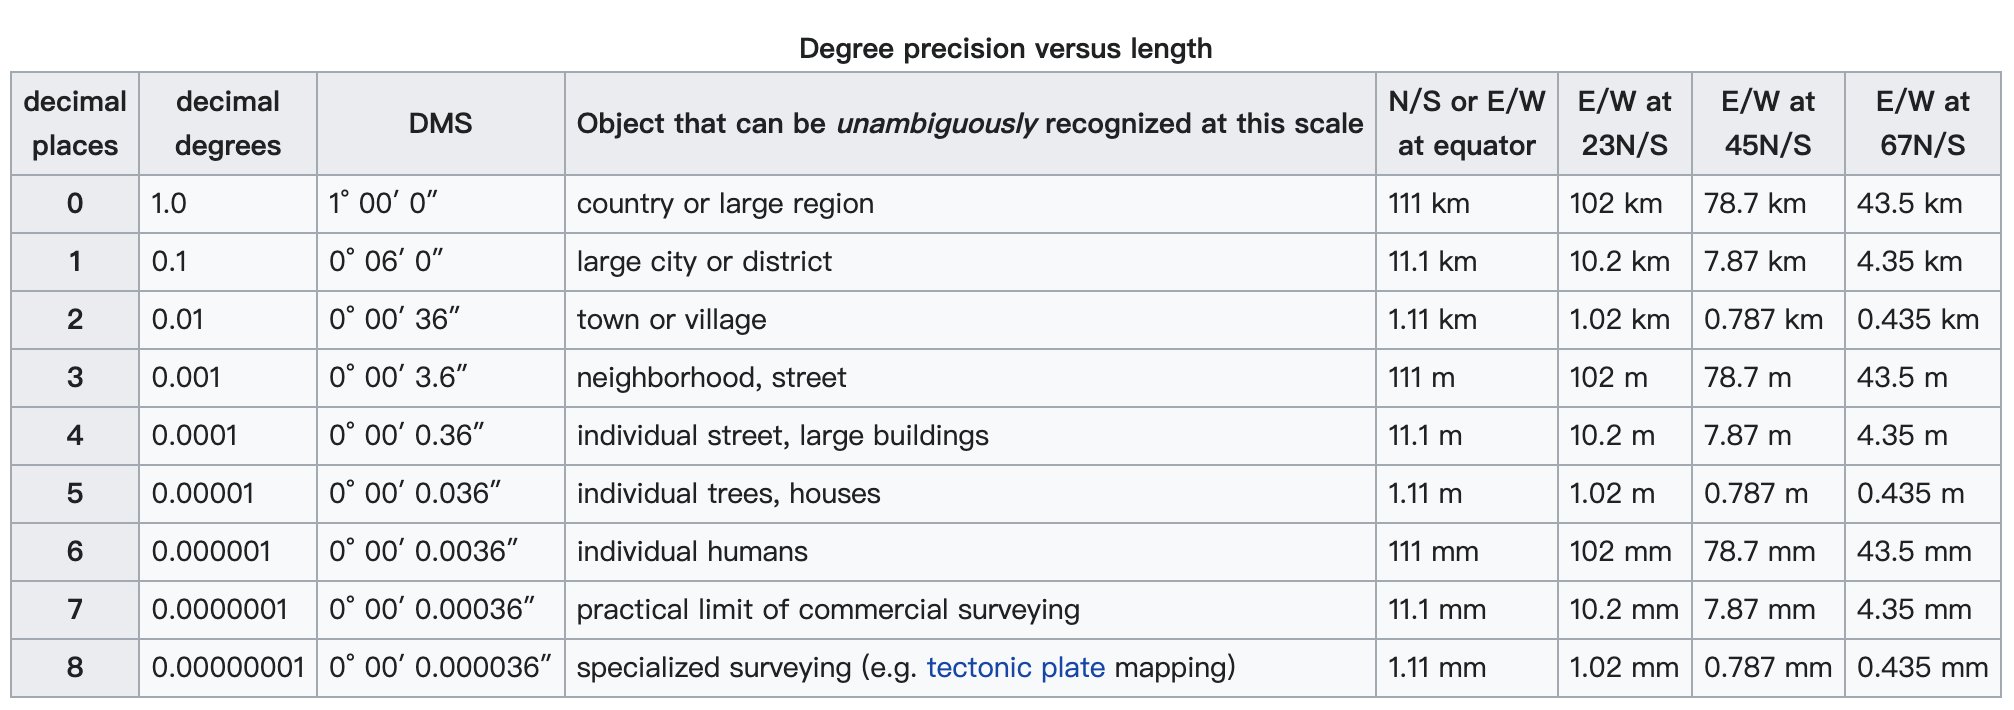 Degree precision versus length
decimal places | decimal degrees | DMS | Object that can be unambiguously recognized at this scale | N/S or E/W at equator | E/W at 23N/S | E/W at 45N/S | E/W at 67N/S
0 | 1.0 | 1° 00′ 0″ | country or large region | 111 km | 102 km | 78.7 km | 43.5 km
1 | 0.1 | 0° 06′ 0″ | large city or district | 11.1 km | 10.2 km | 7.87 km | 4.35 km
2 | 0.01 | 0° 00′ 36″ | town or village | 1.11 km | 1.02 km | 0.787 km | 0.435 km
3 | 0.001 | 0° 00′ 3.6″ | neighborhood, street | 111 m | 102 m | 78.7 m | 43.5 m
4 | 0.0001 | 0° 00′ 0.36″ | individual street, large buildings | 11.1 m | 10.2 m | 7.87 m | 4.35 m
5 | 0.00001 | 0° 00′ 0.036″ | individual trees, houses | 1.11 m | 1.02 m | 0.787 m | 0.435 m
6 | 0.000001 | 0° 00′ 0.0036″ | individual humans | 111 mm | 102 mm | 78.7 mm | 43.5 mm
7 | 0.0000001 | 0° 00′ 0.00036″ | practical limit of commercial surveying | 11.1 mm | 10.2 mm | 7.87 mm | 4.35 mm
8 | 0.00000001 | 0° 00′ 0.000036″ | specialized surveying (e.g. tectonic plate mapping) | 1.11 mm | 1.02 mm | 0.787 mm | 0.435 mm